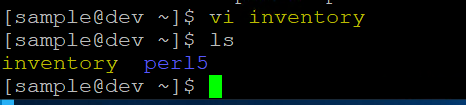 [sample@dev ~]$ vi inventory
[sample@dev ~]$ ls
inventory  perl5
[sample@dev ~]$